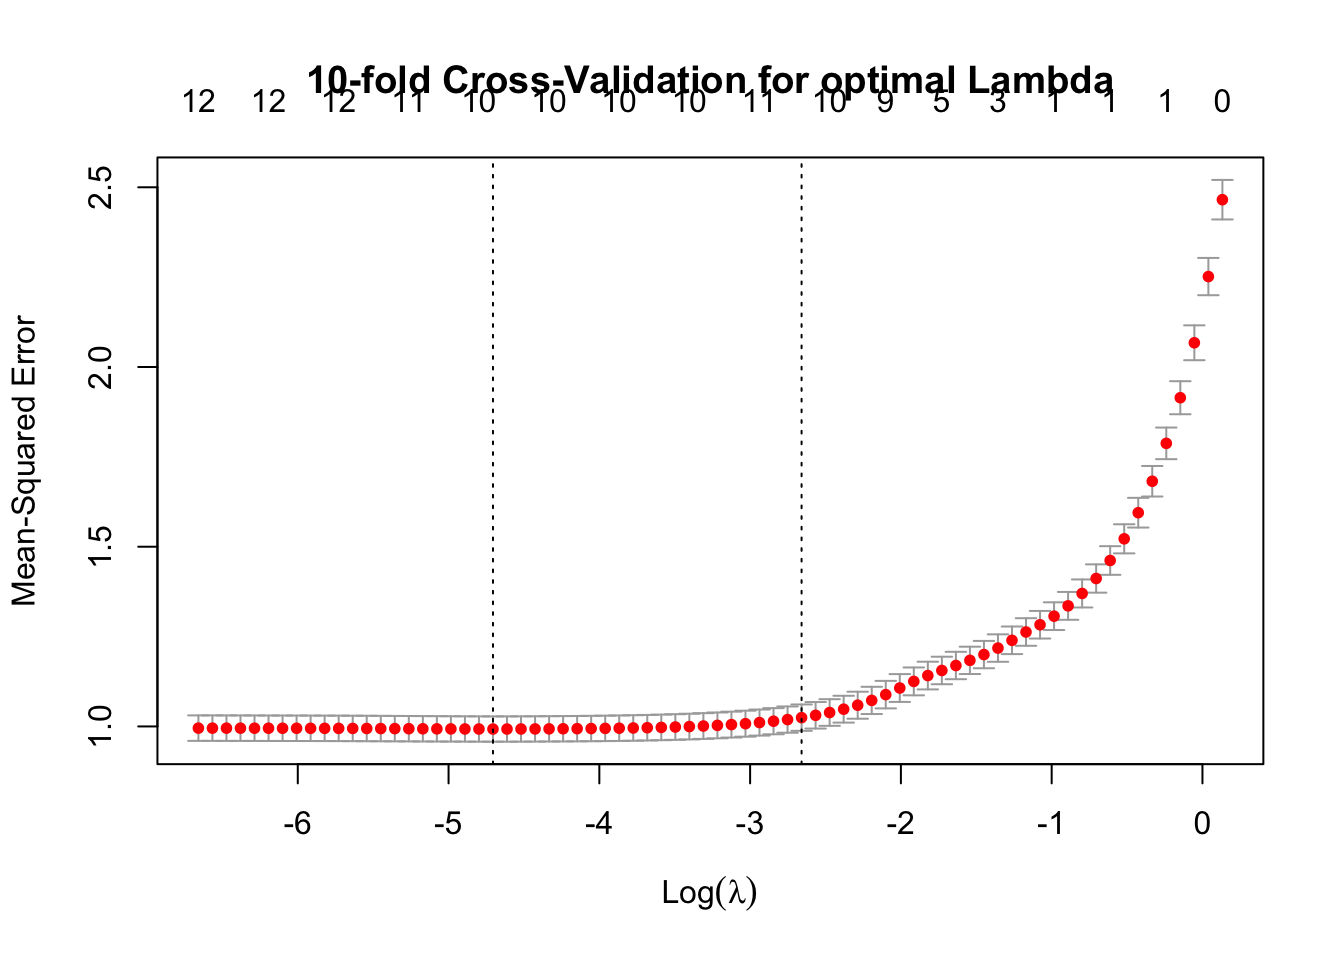 10-fold Cross-Validation for optimal Lambda
12 12 12 11 10 10 10 10 11 10 9 5 3 1 1 1 0
2.5
2.0
1.5
1.0
Mean-Squared Error
-6 -5 -4 -3 -2 -1 0
Log(λ)